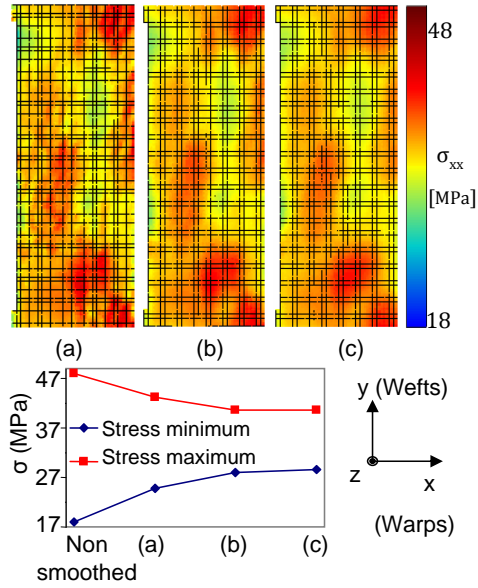 48
σxx
[MPa]
18
(a) (b) (c)
σ (MPa)
47
37
27
17
Stress minimum
Stress maximum
Non smoothed
(a) (b) (c)
y (Wefts)
z
x
(Warps)